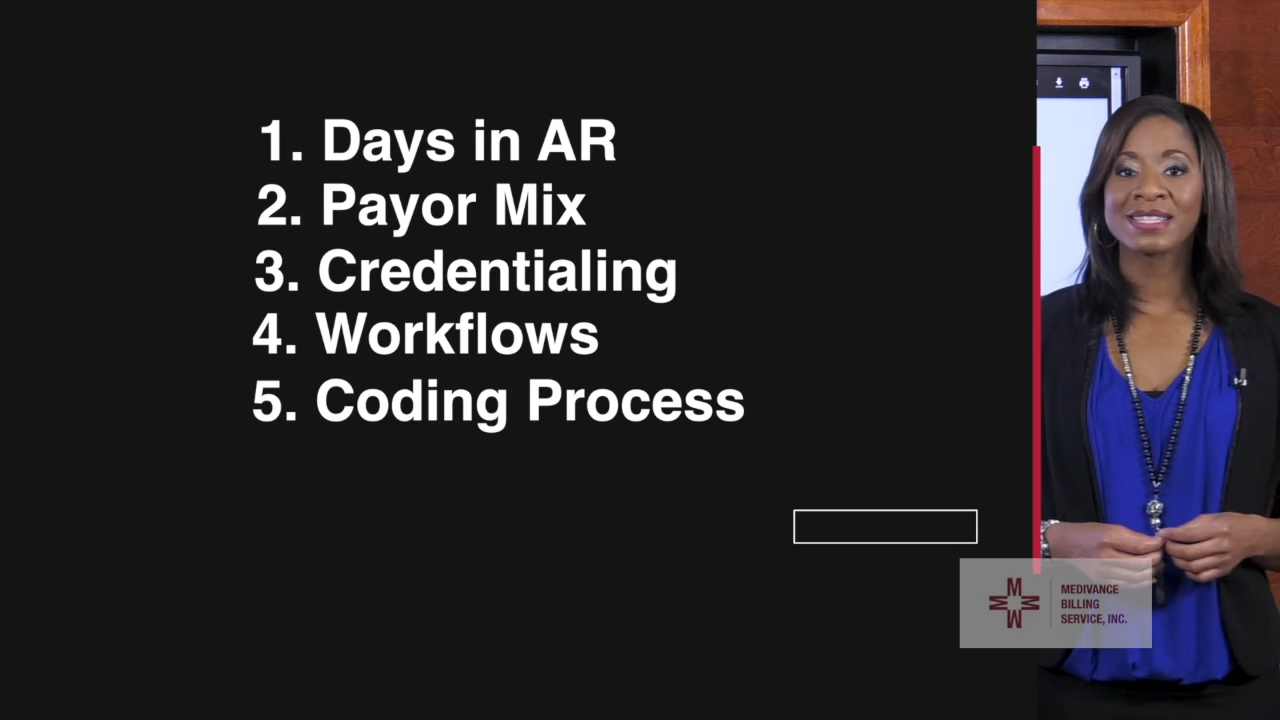 1. Days in AR
2. Payor Mix
3. Credentialing
4. Workflows
5. Coding Process
MEDIVANCE
BILLING
SERVICE, INC.